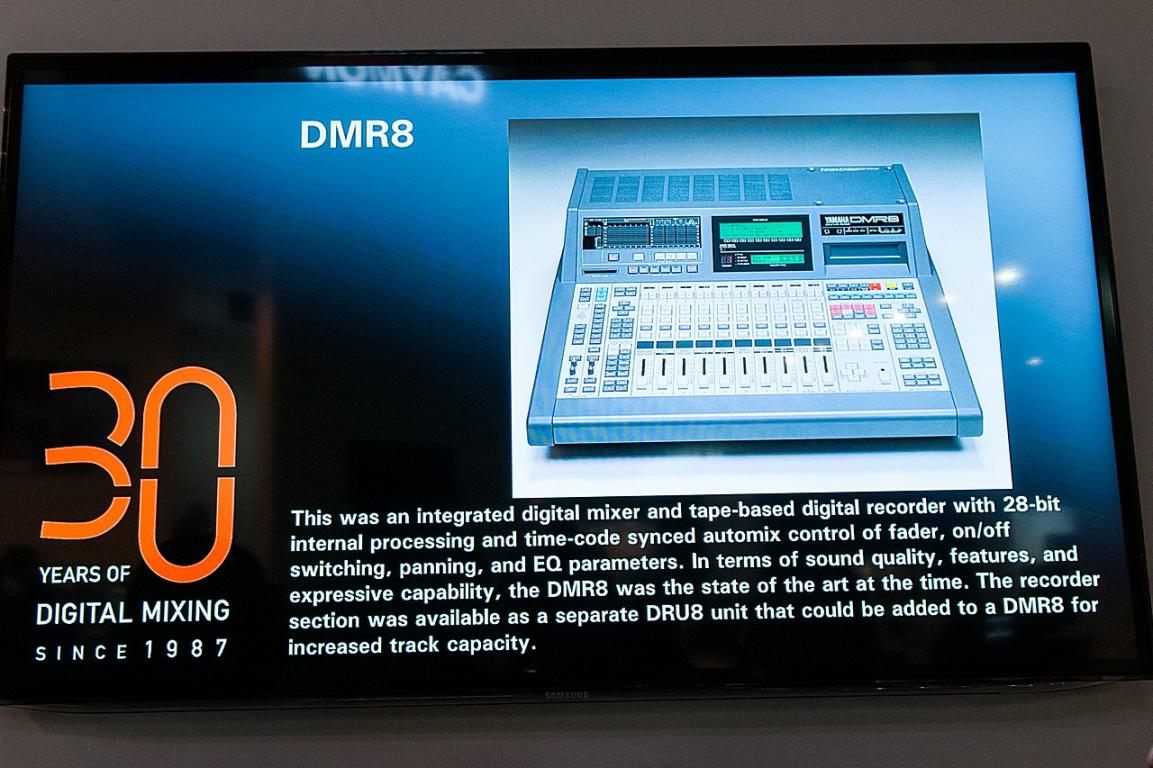 DMR8
YAMAHA DMR8
30
YEARS OF
DIGITAL MIXING
SINCE 1987
This was an integrated digital mixer and tape-based digital recorder with 28-bit
internal processing and time-code synced automix control of fader, on/off
switching, panning, and EQ parameters. In terms of sound quality, features, and
expressive capability, the DMR8 was the state of the art at the time. The recorder
section was available as a separate DRU8 unit that could be added to a DMR8 for
increased track capacity.
SAMSUNG